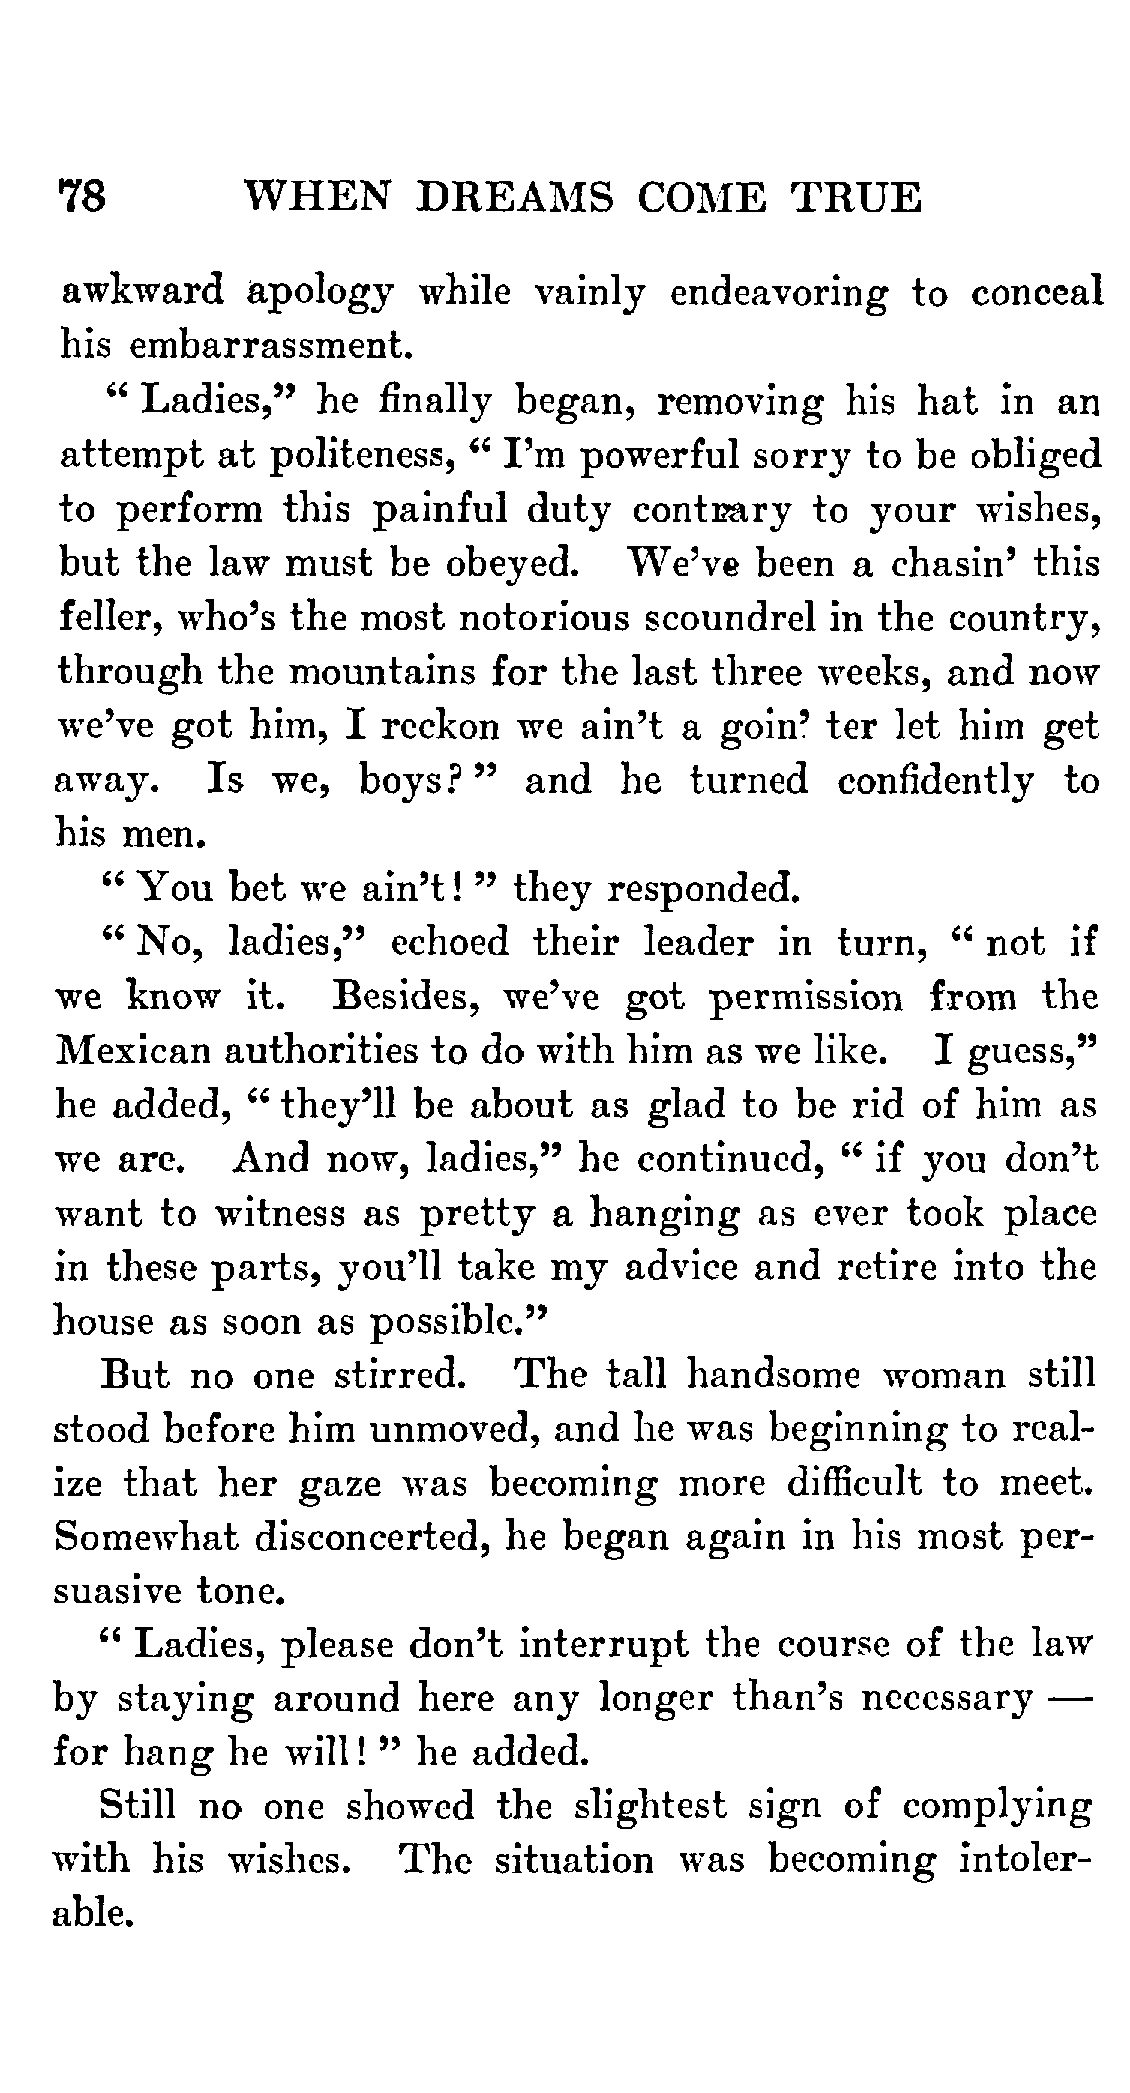 78 WHEN DREAMS COME TRUE
awkward apology while vainly endeavoring to conceal
his embarrassment.
“ Ladies,” he finally began, removing his hat in an
attempt at politeness, “ I’m powerful sorry to be obliged
to perform this painful duty contrary to your wishes,
but the law must be obeyed. We’ve been a chasin’ this
feller, who’s the most notorious scoundrel in the country,
through the mountains for the last three weeks, and now
we’ve got him, I reckon we ain’t a goin’ ter let him get
away. Is we, boys? ” and he turned confidently to
his men.
“ You bet we ain’t! ” they responded.
“ No, ladies,” echoed their leader in turn, “ not if
we know it. Besides, we’ve got permission from the
Mexican authorities to do with him as we like. I guess,”
he added, “ they’ll be about as glad to be rid of him as
we are. And now, ladies,” he continued, “ if you don’t
want to witness as pretty a hanging as ever took place
in these parts, you’ll take my advice and retire into the
house as soon as possible.”
But no one stirred. The tall handsome woman still
stood before him unmoved, and he was beginning to real-
ize that her gaze was becoming more difficult to meet.
Somewhat disconcerted, he began again in his most per-
suasive tone.
“ Ladies, please don’t interrupt the course of the law
by staying around here any longer than’s necessary —
for hang he will! ” he added.
Still no one showed the slightest sign of complying
with his wishes. The situation was becoming intoler-
able.